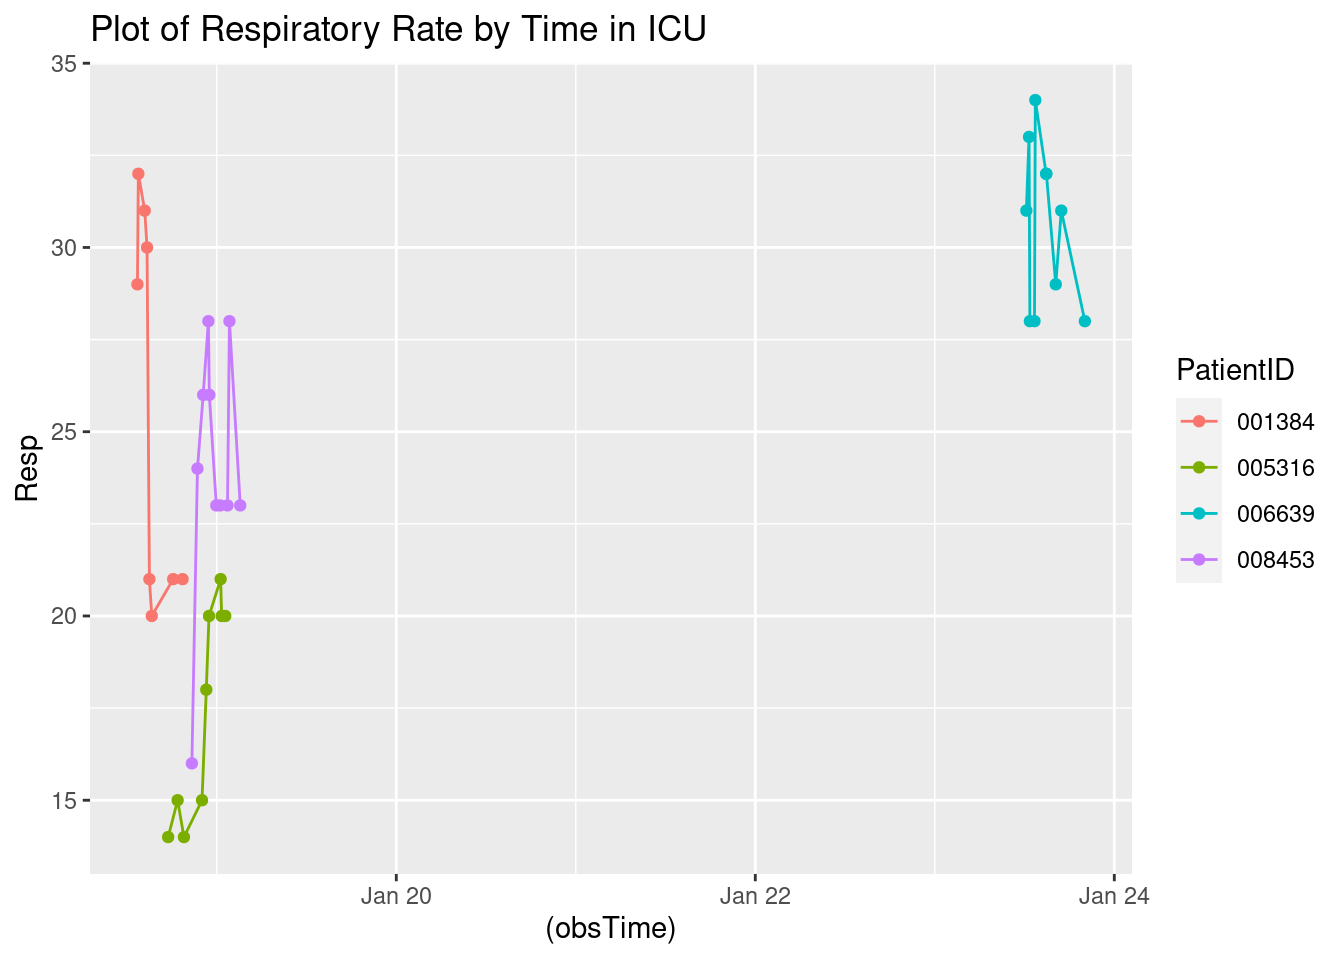 Plot of Respiratory Rate by Time in ICU
35
30
25
20
15
Resp
Jan 20
Jan 22
Jan 24
(obsTime)
PatientID
001384
005316
006639
008453